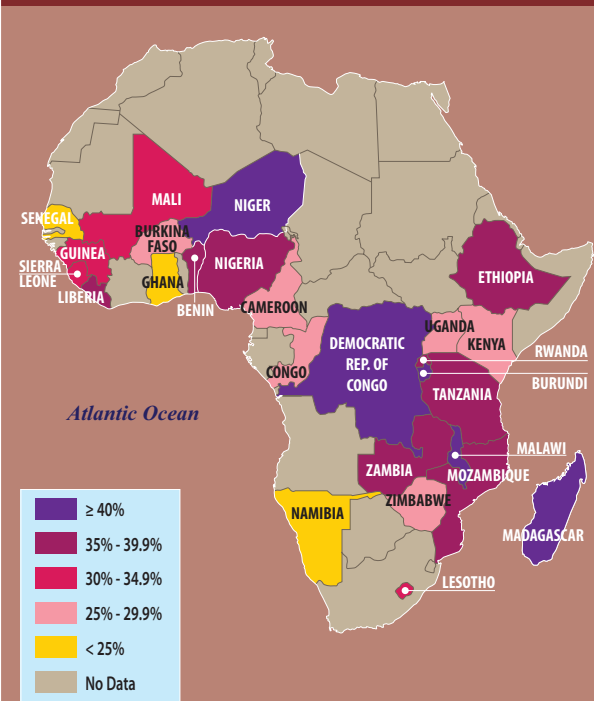 MALI
NIGER
SENEGAL
BURKINA
FASO
GUINEA
NIGERIA
SIERRA
LEONE
GHANA
ETHIOPIA
LIBERIA
BENIN
CAMEROON
UGANDA
KENYA
DEMOCRATIC
REP. OF
CONGO
RWANDA
CONGO
BURUNDI
TANZANIA
Atlantic Ocean
MALAWI
ZAMBIA
MOZAMBIQUE
ZIMBABWE
NAMIBIA
MADAGASCAR
LESOTHO
≥ 40%
35% - 39.9%
30% - 34.9%
25% - 29.9%
< 25%
No Data